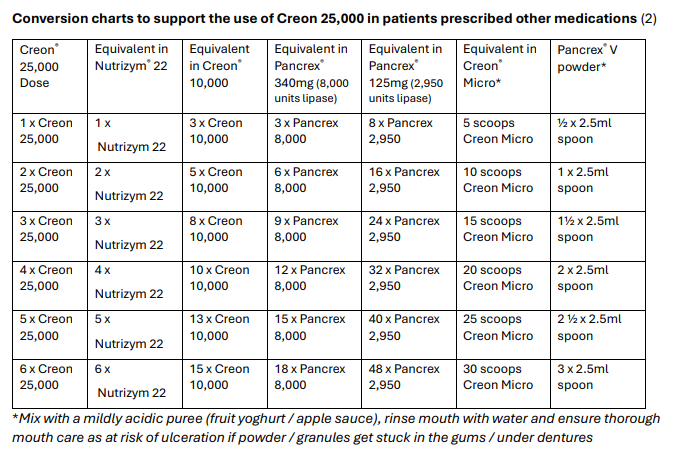 Conversion charts to support the use of Creon 25,000 in patients prescribed other medications (2)
Creon® 25,000 Dose | Equivalent in Nutrizym® 22 | Equivalent in Creon® 10,000 | Equivalent in Pancrex® 340mg (8,000 units lipase) | Equivalent in Pancrex® 125mg (2,950 units lipase) | Equivalent in Creon® Micro* | Pancrex® V powder*
1 x Creon 25,000 | 1 x Nutrizym 22 | 3 x Creon 10,000 | 3 x Pancrex 8,000 | 8 x Pancrex 2,950 | 5 scoops Creon Micro | ½ x 2.5ml spoon
2 x Creon 25,000 | 2 x Nutrizym 22 | 5 x Creon 10,000 | 6 x Pancrex 8,000 | 16 x Pancrex 2,950 | 10 scoops Creon Micro | 1 x 2.5ml spoon
3 x Creon 25,000 | 3 x Nutrizym 22 | 8 x Creon 10,000 | 9 x Pancrex 8,000 | 24 x Pancrex 2,950 | 15 scoops Creon Micro | 1½ x 2.5ml spoon
4 x Creon 25,000 | 4 x Nutrizym 22 | 10 x Creon 10,000 | 12 x Pancrex 8,000 | 32 x Pancrex 2,950 | 20 scoops Creon Micro | 2 x 2.5ml spoon
5 x Creon 25,000 | 5 x Nutrizym 22 | 13 x Creon 10,000 | 15 x Pancrex 8,000 | 40 x Pancrex 2,950 | 25 scoops Creon Micro | 2 ½ x 2.5ml spoon
6 x Creon 25,000 | 6 x Nutrizym 22 | 15 x Creon 10,000 | 18 x Pancrex 8,000 | 48 x Pancrex 2,950 | 30 scoops Creon Micro | 3 x 2.5ml spoon
*Mix with a mildly acidic puree (fruit yoghurt / apple sauce), rinse mouth with water and ensure thorough
mouth care as at risk of ulceration if powder / granules get stuck in the gums / under dentures